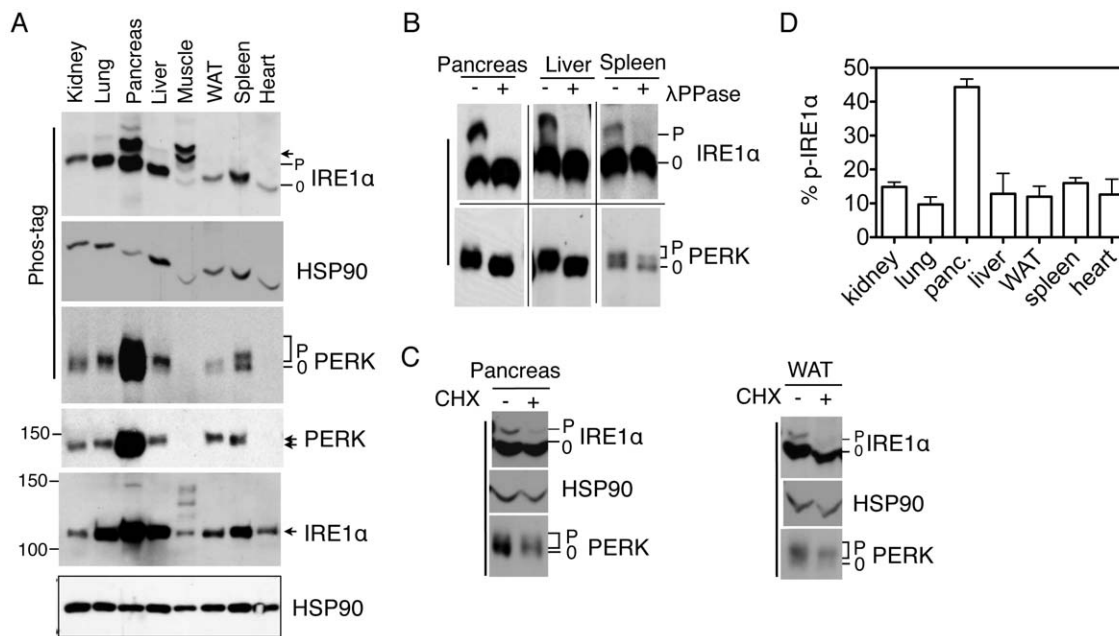 A
Kidney
Lung
Pancreas
Liver
Muscle
WAT
Spleen
Heart
Phos-tag
P
0
IRE1α
HSP90
P
0
PERK
150
PERK
150
100
IRE1α
HSP90
B
Pancreas Liver Spleen
- + - + - + λPPase
P
0
IRE1α
P
0
PERK
C
Pancreas
CHX - +
P
0
IRE1α
HSP90
P
0
PERK
WAT
CHX - +
P
0
IRE1α
HSP90
P
0
PERK
D
% p-IRE1α
50
40
30
20
10
0
kidney
lung
panc.
liver
WAT
spleen
heart